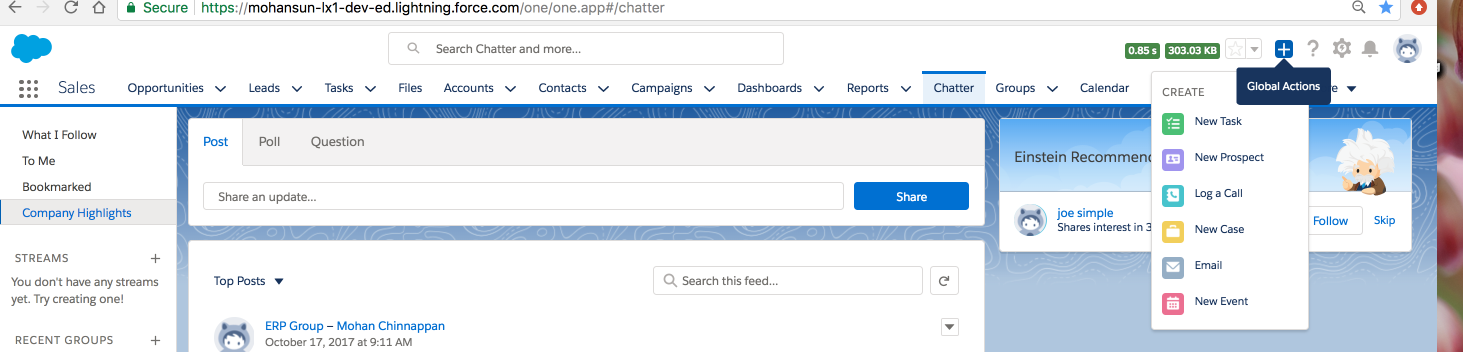 Secure https://mohansun-lx1-dev-ed.lightning.force.com/one/one.app#/chatter
Search Chatter and more...
0.85 s 303.03 KB
Sales Opportunities Leads Tasks Files Accounts Contacts Campaigns Dashboards Reports Chatter Groups Calendar
Global Actions
CREATE
New Task
New Prospect
Log a Call
New Case
Email
New Event
What I Follow
To Me
Bookmarked
Company Highlights
STREAMS
You don't have any streams
yet. Try creating one!
RECENT GROUPS
Post Poll Question
Share an update...
Share
Top Posts
Search this feed...
ERP Group – Mohan Chinnappan
October 17, 2017 at 9:11 AM
Einstein
joe simple
Shares interest in 3
Follow Skip